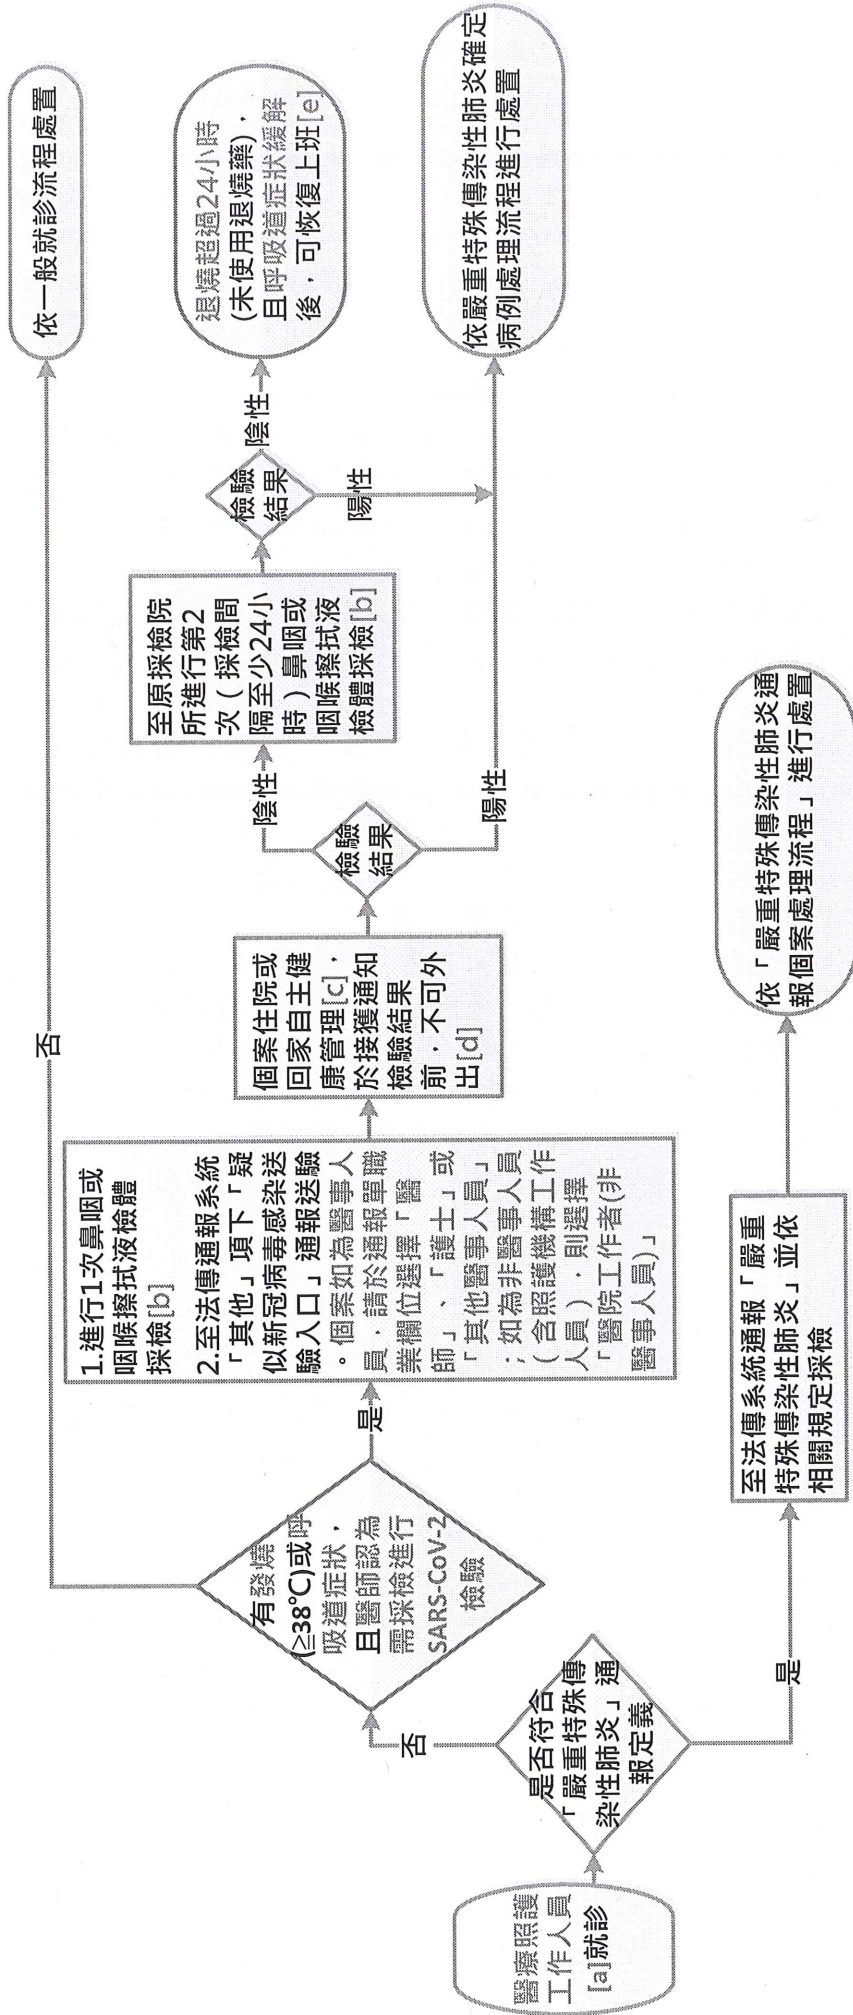 醫療照護
工作人員
[a]就診
是否符合
「嚴重特殊傳
染性肺炎」通
報定義
否
是
有發燒
(≥38°C)或呼
吸道症狀，
且醫師認為
需採檢進行
SARS-CoV-2
檢驗
否
是
依一般就診流程處置
1.進行1次鼻咽或
咽喉擦拭液檢體
採檢[b]
2.至法傳通報系統
「其他」項下「疑
似新冠病毒感染送
驗入口」通報送驗
。個案如為醫事人
員，請於通報單職
業欄位選擇「醫
師」、「護士」或
「其他醫事人員」
；如為非醫事人員
（含照護機構工作
人員），則選擇
「醫院工作者(非
醫事人員)」
個案住院或
回家自主健
康管理[c]，
於接獲通知
檢驗結果
前，不可外
出[d]
檢驗
結果
陰性
陽性
至原採檢院
所進行第2
次（採檢間
隔至少24小
時）鼻咽或
咽喉擦拭液
檢體採檢[b]
檢驗
結果
陰性
陽性
退燒超過24小時
(未使用退燒藥)，
且呼吸道症狀緩解
後，可恢復上班[e]
依嚴重特殊傳染性肺炎確定
病例處理流程進行處置
至法傳系統通報「嚴重
特殊傳染性肺炎」並依
相關規定採檢
依「嚴重特殊傳染性肺炎通
報個案處理流程」進行處置